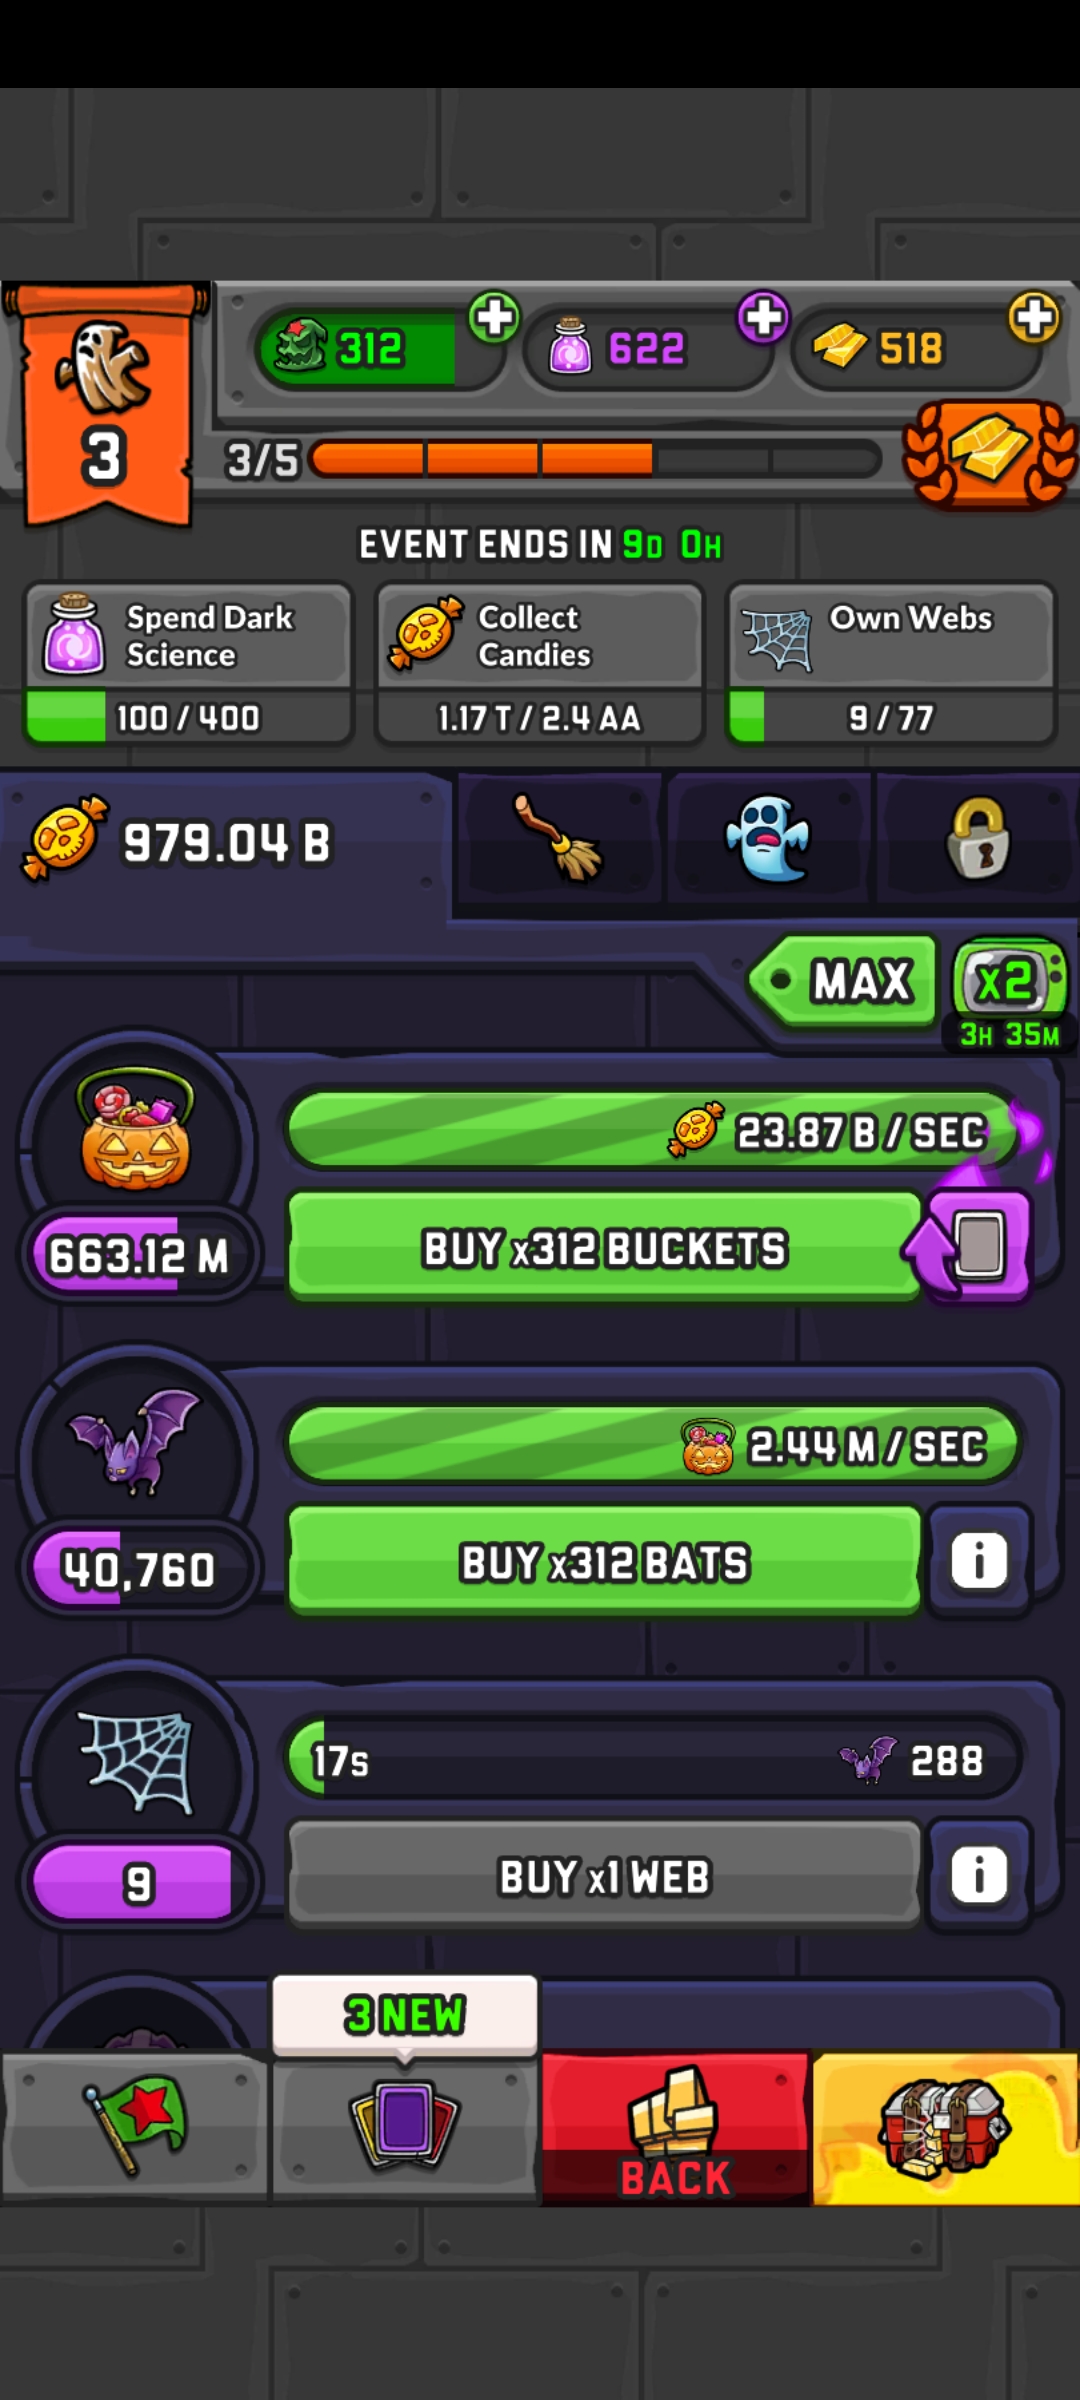 312
622
518
3
3/5
EVENT ENDS IN 9D 0H
Spend Dark
Science
100 / 400
Collect
Candies
1.17 T / 2.4 AA
Own Webs
9 / 77
979.04 B
MAX
x2
3H 35M
23.87 B / SEC
663.12 M
BUY x312 BUCKETS
2.44 M / SEC
40,760
BUY x312 BATS
i
17s
288
9
BUY x1 WEB
i
3 NEW
BACK